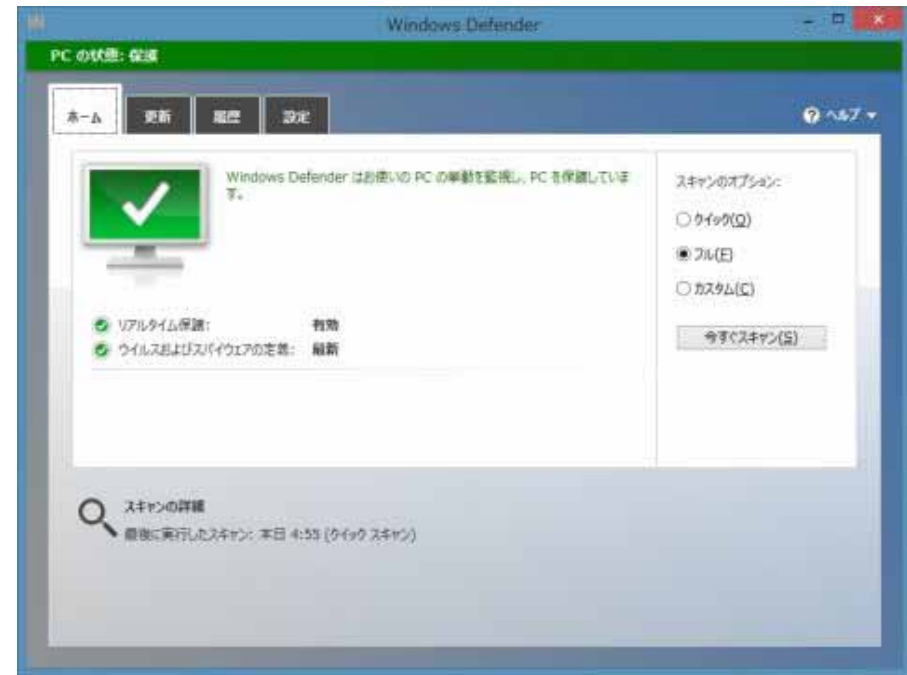 Windows Defender
PC の状態: 保護
ホーム
更新
履歴
設定
ヘルプ
Windows Defender はお使いの PC の挙動を監視し、PC を保護していま
す。
リアルタイム保護: 有効
ウイルスおよびスパイウェアの定義: 最新
スキャンのオプション:
クイック(Q)
フル(F)
カスタム(C)
今すぐスキャン(S)
スキャンの詳細
最後に実行したスキャン: 本日 4:55 (クイック スキャン)